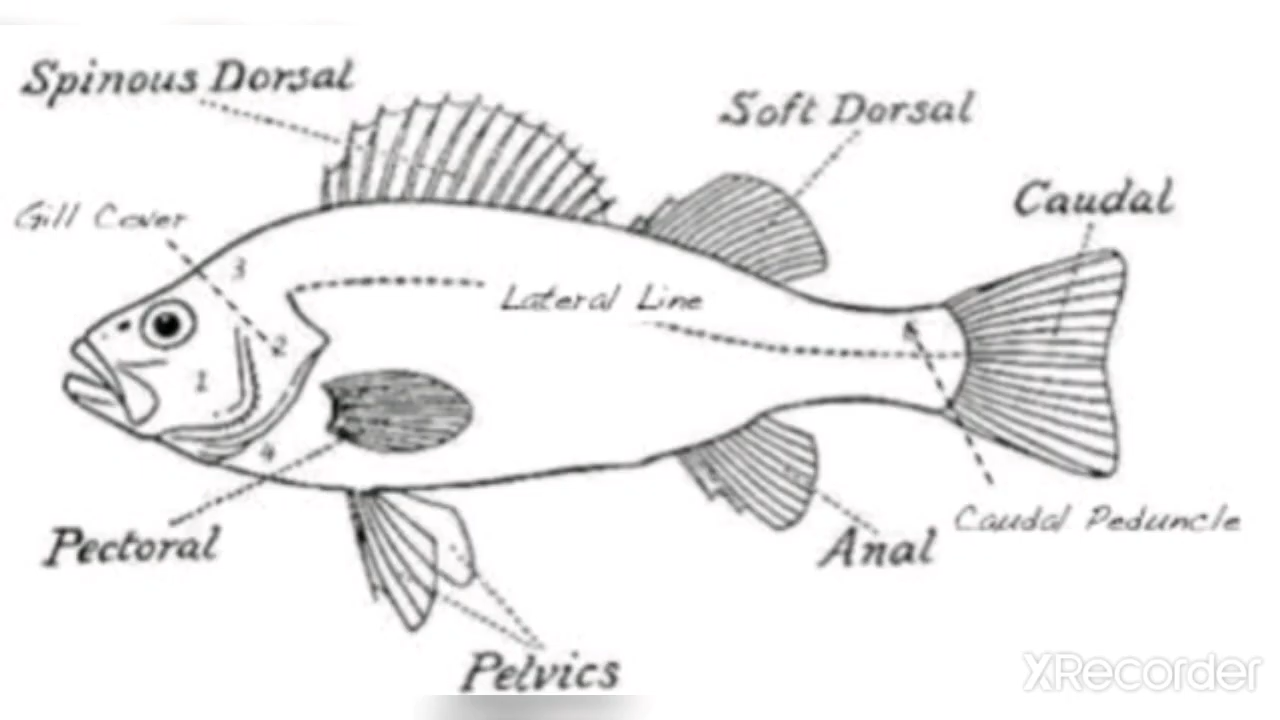 Spinous Dorsal
Soft Dorsal
Caudal
Gill Cover
3
Lateral Line
2
1
4
Pectoral
Caudal Peduncle
Anal
Pelvics
XRecorder